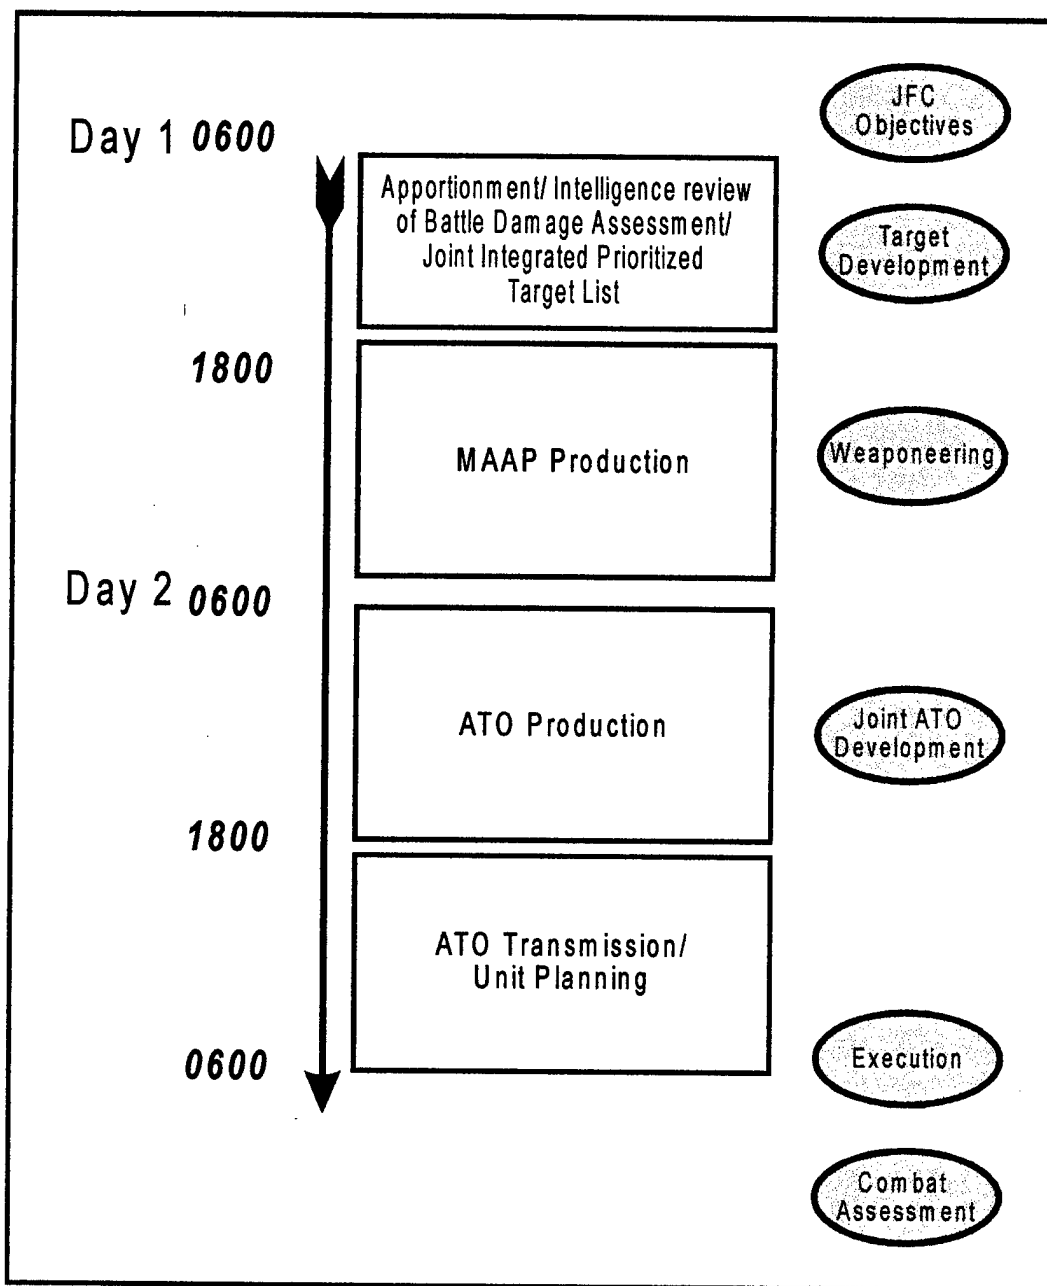 JFC
Objectives
Day 1 0600
Apportionment/ Intelligence review
of Battle Damage Assessment/
Joint Integrated Prioritized
Target List
Target
Development
1800
MAAP Production
Weaponeering
Day 2 0600
ATO Production
Joint ATO
Development
1800
ATO Transmission/
Unit Planning
0600
Execution
Combat
Assessment